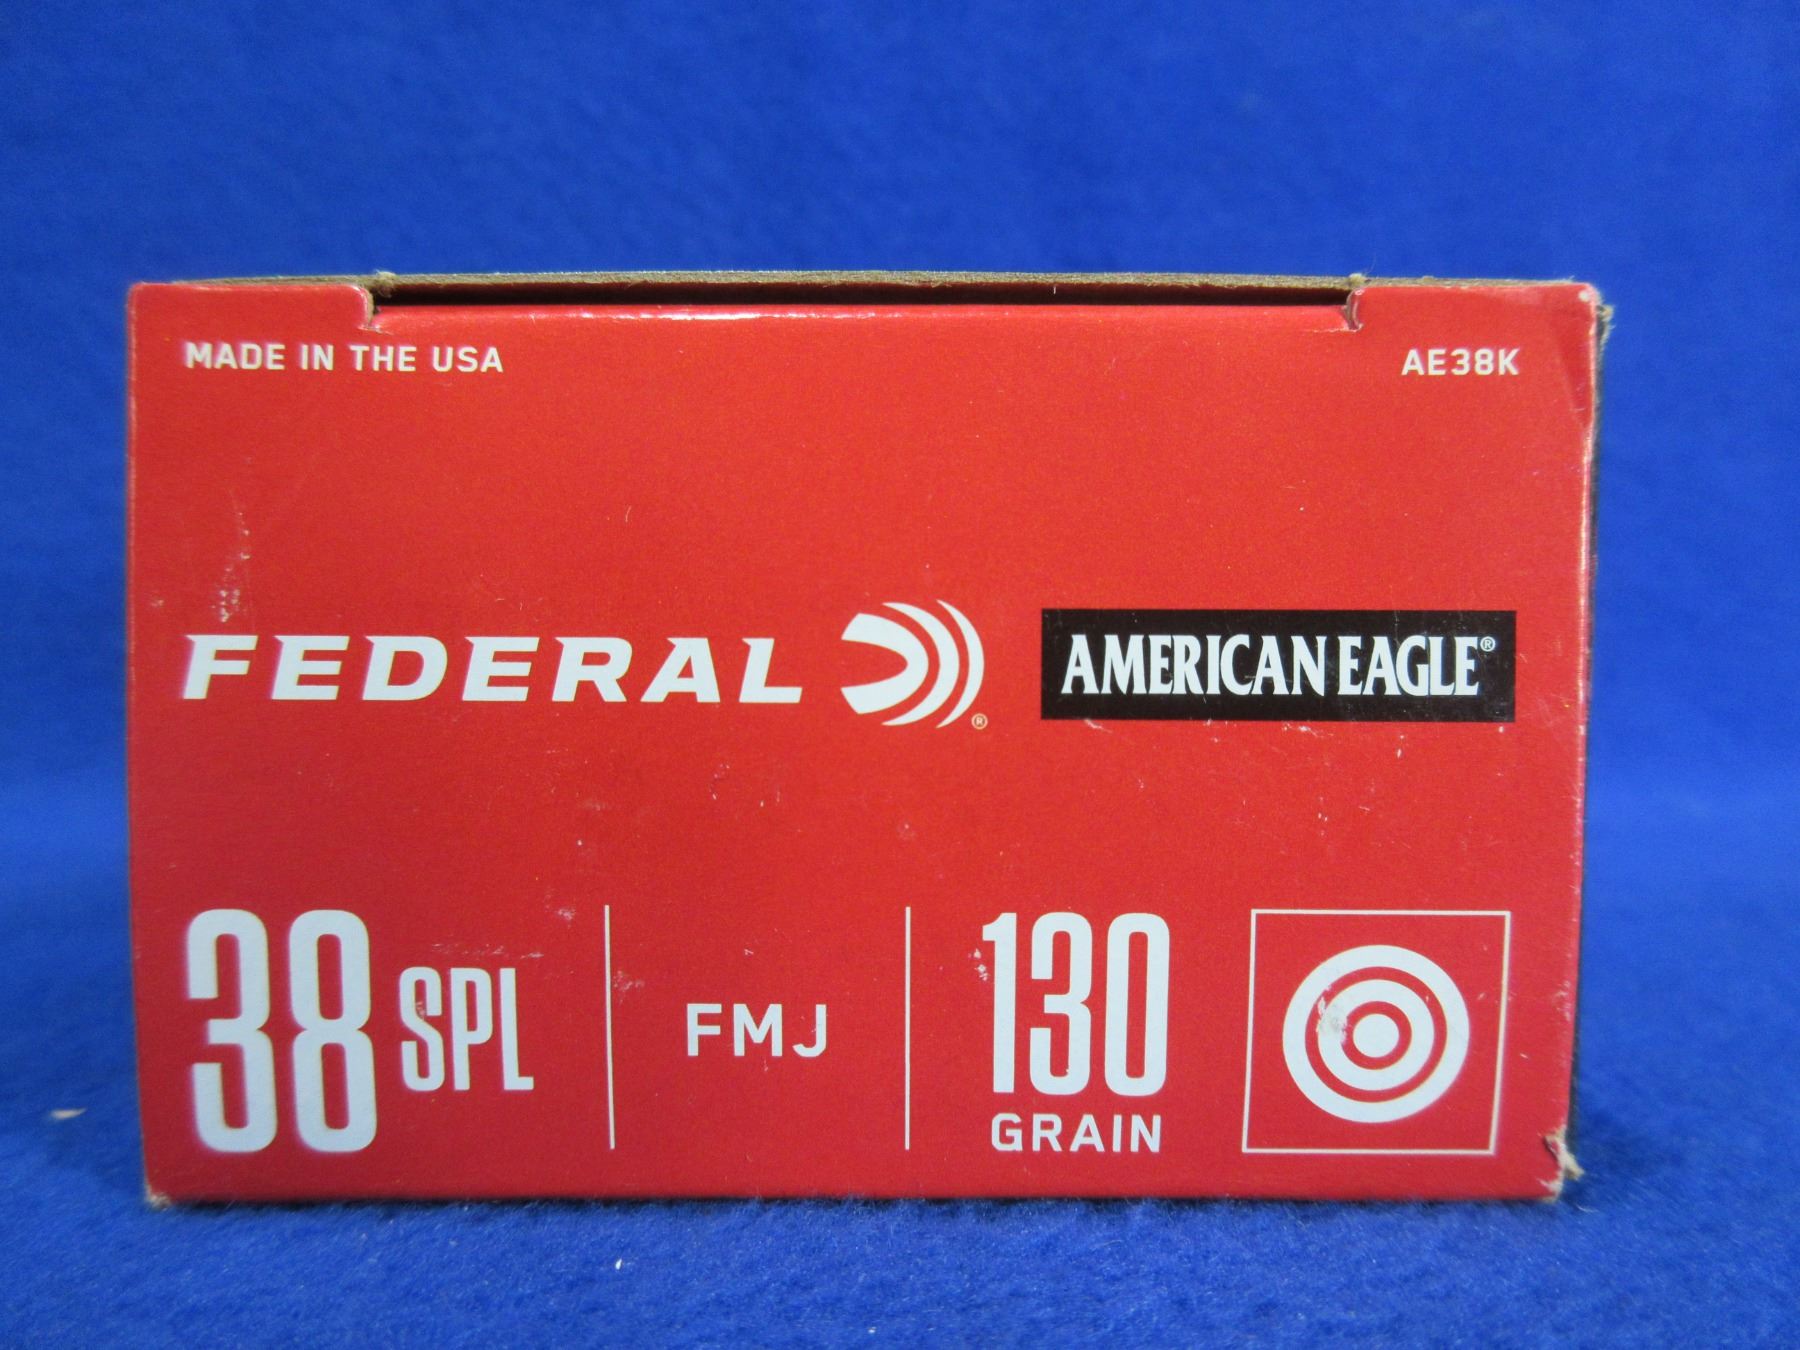 MADE IN THE USA
AE38K
FEDERAL ®
AMERICAN EAGLE®
38 SPL
FMJ
130
GRAIN